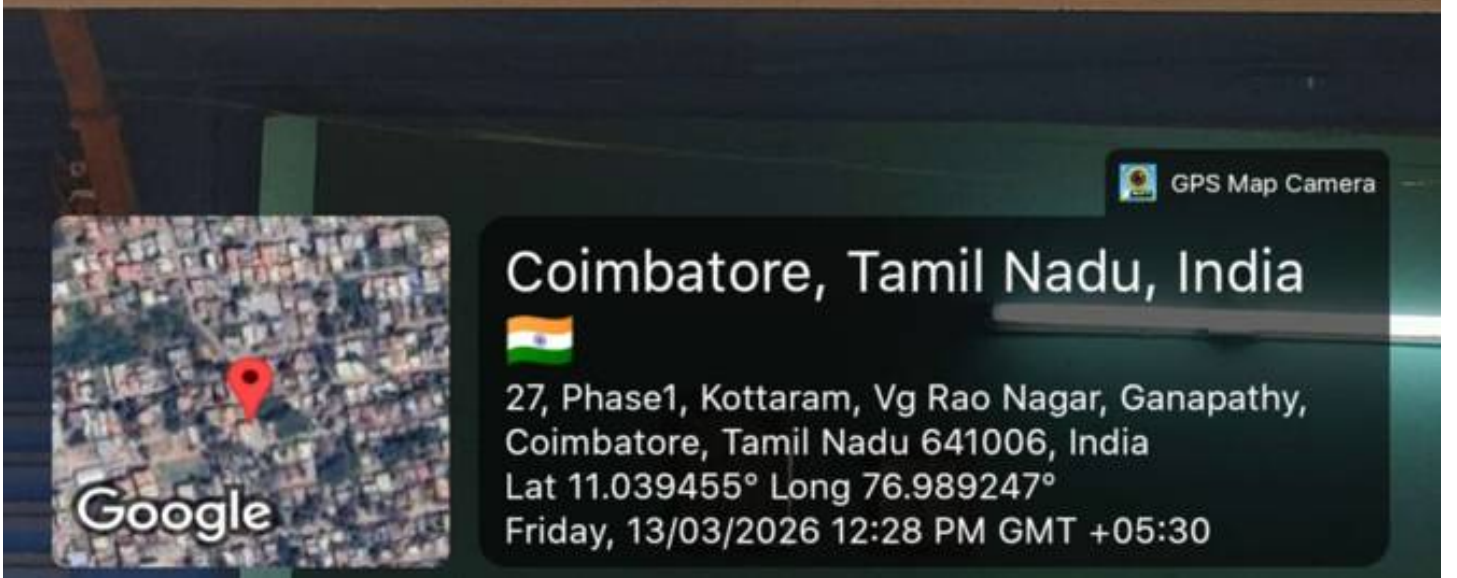 GPS Map Camera
Coimbatore, Tamil Nadu, India
27, Phase1, Kottaram, Vg Rao Nagar, Ganapathy,
Coimbatore, Tamil Nadu 641006, India
Lat 11.039455° Long 76.989247°
Friday, 13/03/2026 12:28 PM GMT +05:30
Google